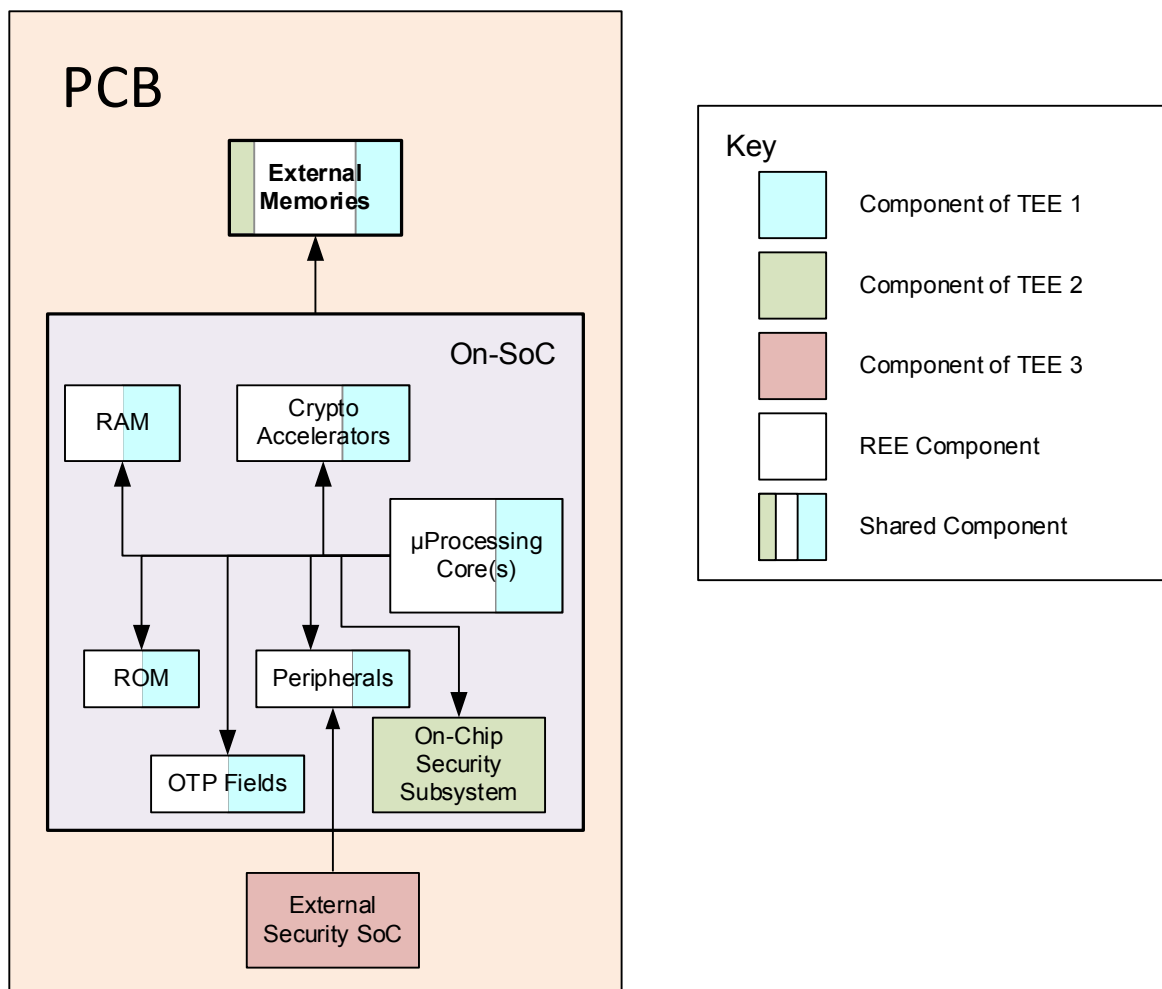 PCB
External
Memories
On-SoC
RAM
Crypto
Accelerators
µProcessing
Core(s)
ROM
Peripherals
On-Chip
Security
Subsystem
OTP Fields
External
Security SoC
Key
Component of TEE 1
Component of TEE 2
Component of TEE 3
REE Component
Shared Component